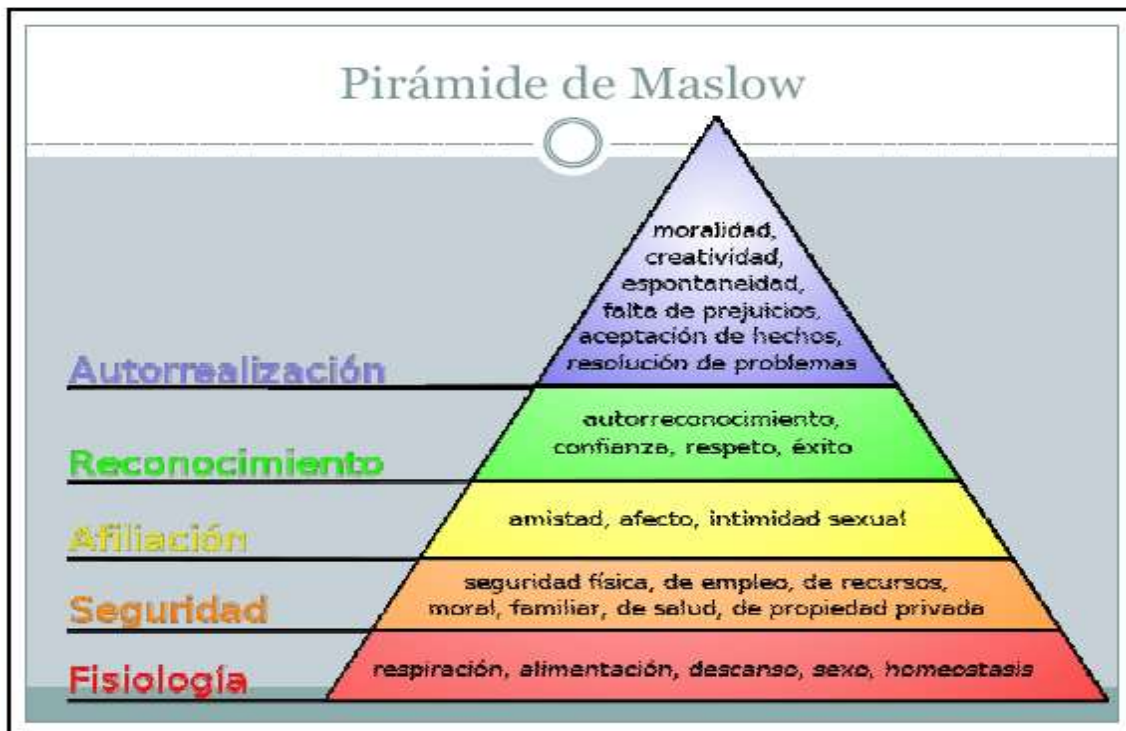 Pirámide de Maslow
moralidad,
creatividad,
espontaneidad,
falta de prejuicios,
aceptación de hechos,
resolución de problemas
Autorrealización
autorreconocimiento,
confianza, respeto, éxito
Reconocimiento
amistad, afecto, intimidad sexual
Afiliación
seguridad física, de empleo, de recursos,
moral, familiar, de salud, de propiedad privada
Seguridad
respiración, alimentación, descanso, sexo, homeostasis
Fisiología